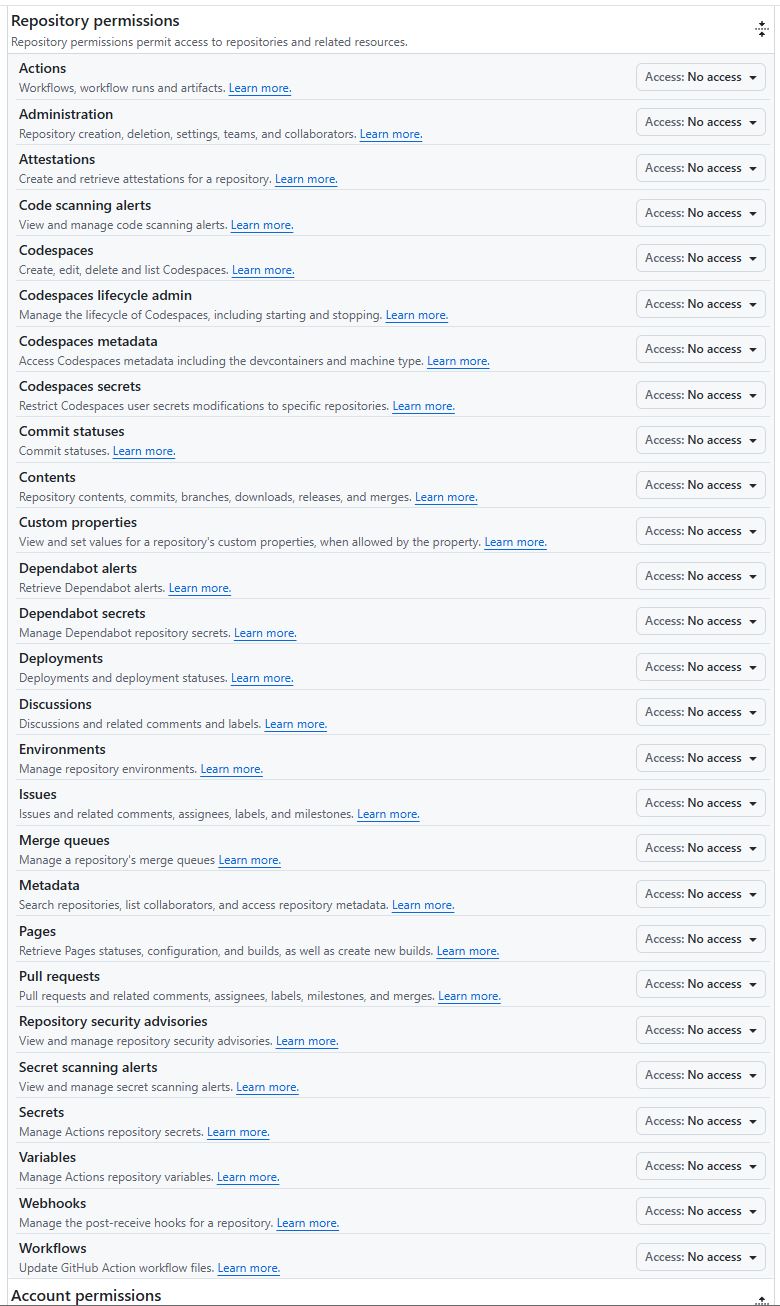 Repository permissions
Repository permissions permit access to repositories and related resources.
Actions
Workflows, workflow runs and artifacts. Learn more.
Access: No access
Administration
Repository creation, deletion, settings, teams, and collaborators. Learn more.
Access: No access
Attestations
Create and retrieve attestations for a repository. Learn more.
Access: No access
Code scanning alerts
View and manage code scanning alerts. Learn more.
Access: No access
Codespaces
Create, edit, delete and list Codespaces. Learn more.
Access: No access
Codespaces lifecycle admin
Manage the lifecycle of Codespaces, including starting and stopping. Learn more.
Access: No access
Codespaces metadata
Access Codespaces metadata including the devcontainers and machine type. Learn more.
Access: No access
Codespaces secrets
Restrict Codespaces user secrets modifications to specific repositories. Learn more.
Access: No access
Commit statuses
Commit statuses. Learn more.
Access: No access
Contents
Repository contents, commits, branches, downloads, releases, and merges. Learn more.
Access: No access
Custom properties
View and set values for a repository's custom properties, when allowed by the property. Learn more.
Access: No access
Dependabot alerts
Retrieve Dependabot alerts. Learn more.
Access: No access
Dependabot secrets
Manage Dependabot repository secrets. Learn more.
Access: No access
Deployments
Deployments and deployment statuses. Learn more.
Access: No access
Discussions
Discussions and related comments and labels. Learn more.
Access: No access
Environments
Manage repository environments. Learn more.
Access: No access
Issues
Issues and related comments, assignees, labels, and milestones. Learn more.
Access: No access
Merge queues
Manage a repository's merge queues Learn more.
Access: No access
Metadata
Search repositories, list collaborators, and access repository metadata. Learn more.
Access: No access
Pages
Retrieve Pages statuses, configuration, and builds, as well as create new builds. Learn more.
Access: No access
Pull requests
Pull requests and related comments, assignees, labels, milestones, and merges. Learn more.
Access: No access
Repository security advisories
View and manage repository security advisories. Learn more.
Access: No access
Secret scanning alerts
View and manage secret scanning alerts. Learn more.
Access: No access
Secrets
Manage Actions repository secrets. Learn more.
Access: No access
Variables
Manage Actions repository variables. Learn more.
Access: No access
Webhooks
Manage the post-receive hooks for a repository. Learn more.
Access: No access
Workflows
Update GitHub Action workflow files. Learn more.
Access: No access
Account permissions